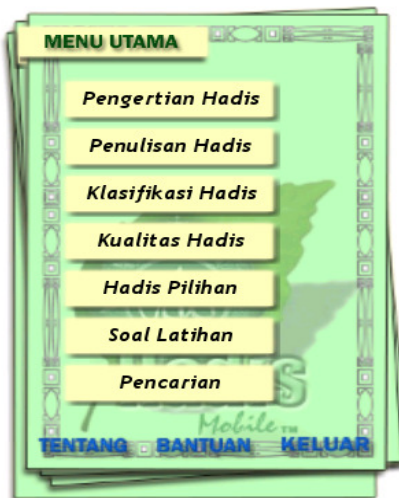 MENU UTAMA
Pengertian Hadis
Penulisan Hadis
Klasifikasi Hadis
Kualitas Hadis
Hadis Pilihan
Soal Latihan
Pencarian
Mobile TM
TENTANG BANTUAN KELUAR